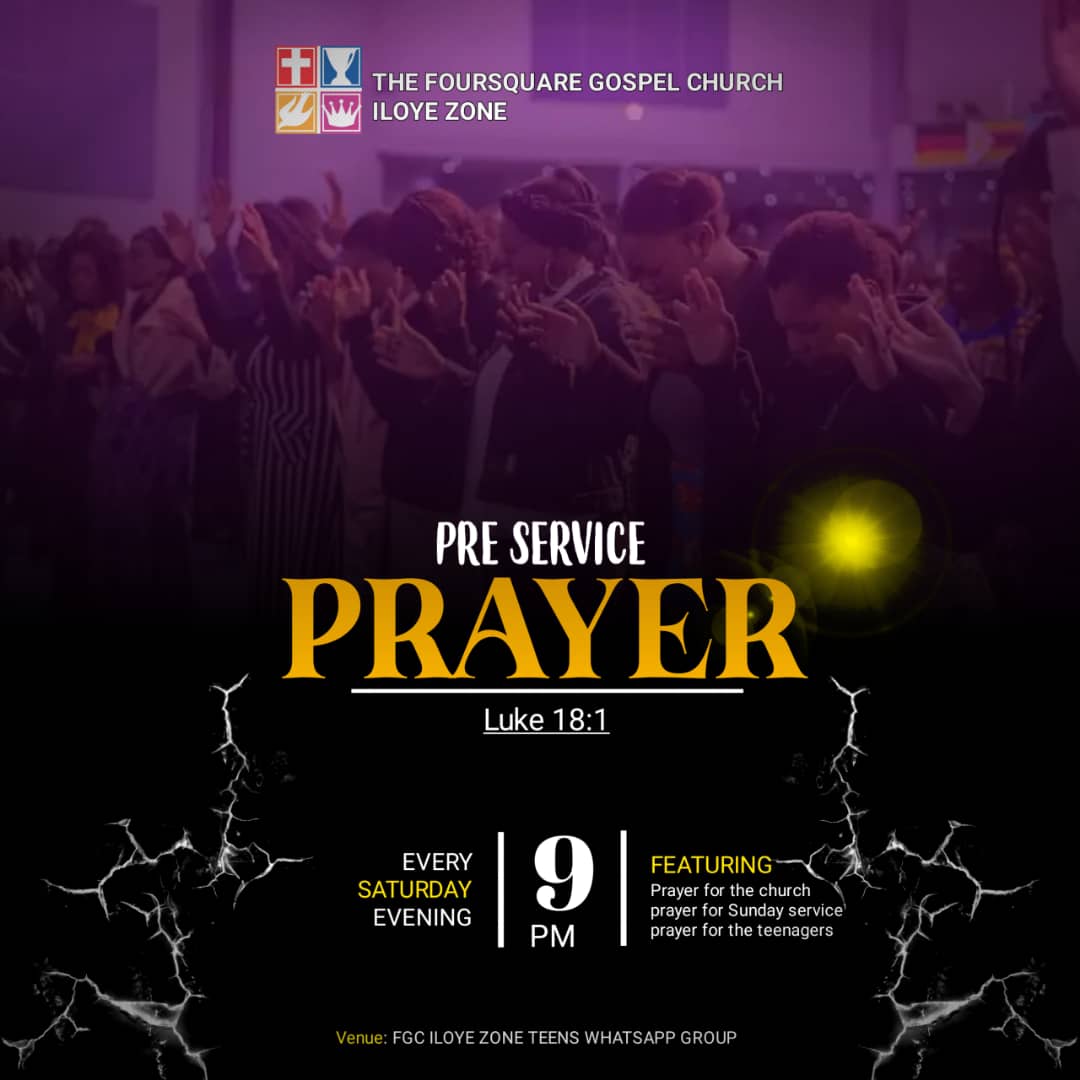 THE FOURSQUARE GOSPEL CHURCH
ILOYE ZONE
PRE SERVICE
PRAYER
Luke 18:1
EVERY
SATURDAY
EVENING
9
PM
FEATURING
Prayer for the church
prayer for Sunday service
prayer for the teenagers
Venue: FGC ILOYE ZONE TEENS WHATSAPP GROUP